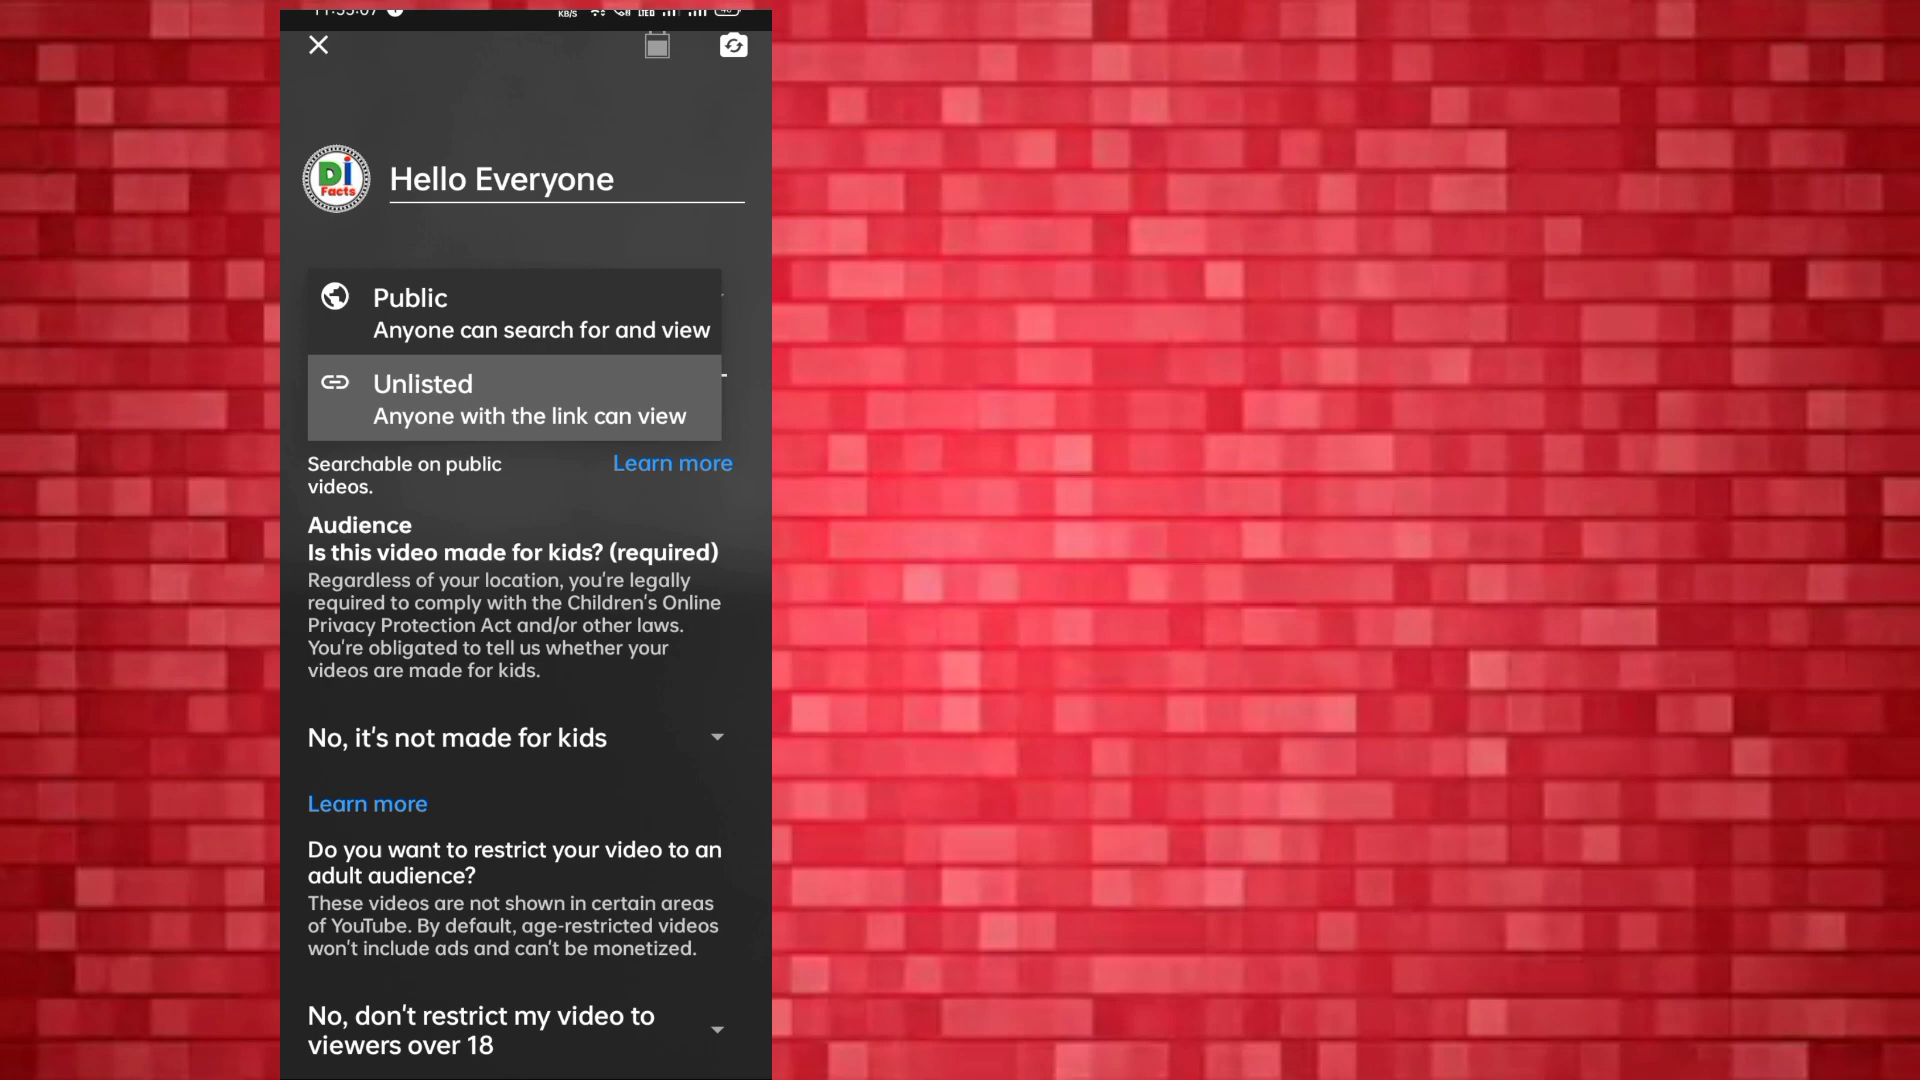 KB/S
Di
Facts
Hello Everyone
Public
Anyone can search for and view
Unlisted
Anyone with the link can view
Searchable on public
videos.
Learn more
Audience
Is this video made for kids? (required)
Regardless of your location, you're legally
required to comply with the Children's Online
Privacy Protection Act and/or other laws.
You're obligated to tell us whether your
videos are made for kids.
No, it's not made for kids
Learn more
Do you want to restrict your video to an
adult audience?
These videos are not shown in certain areas
of YouTube. By default, age-restricted videos
won't include ads and can't be monetized.
No, don't restrict my video to
viewers over 18